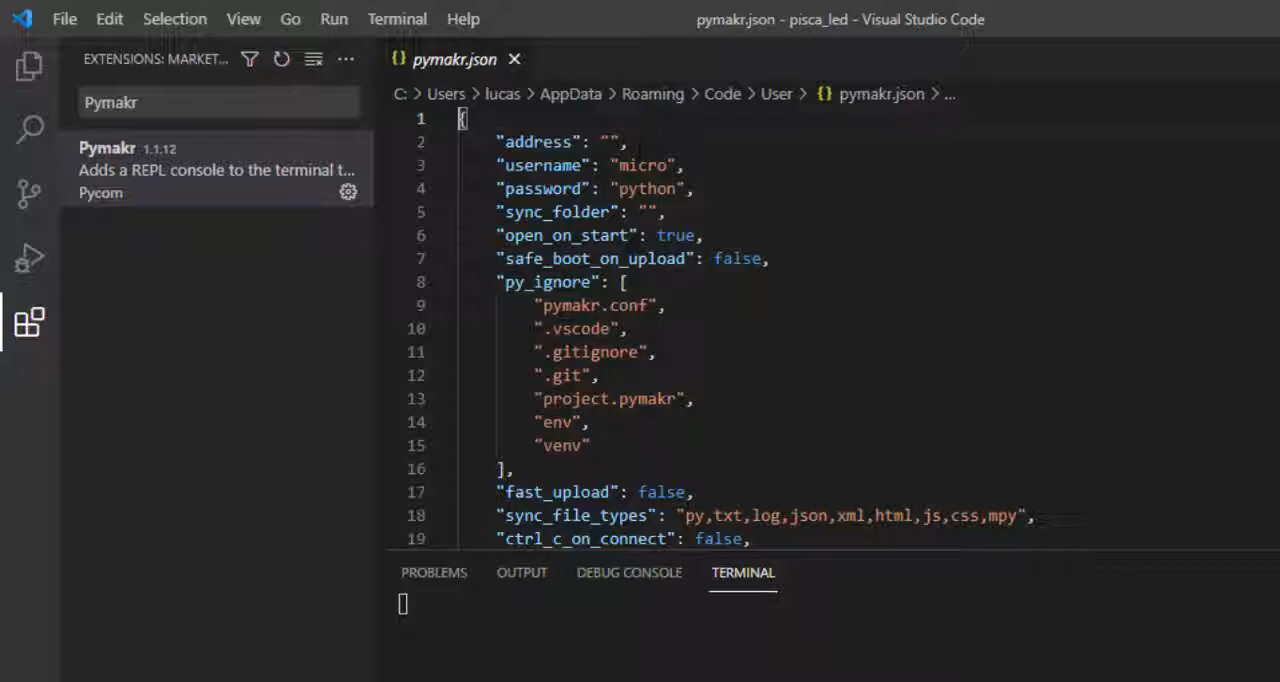 File Edit Selection View Go Run Terminal Help
pymakr.json - pisca_led - Visual Studio Code
EXTENSIONS: MARKET...
Pymakr
Pymakr 1.1.12
Adds a REPL console to the terminal t...
Pycom
{} pymakr.json ×
C: > Users > lucas > AppData > Roaming > Code > User > {} pymakr.json > ...
1 {
2 "address": "",
3 "username": "micro",
4 "password": "python",
5 "sync_folder": "",
6 "open_on_start": true,
7 "safe_boot_on_upload": false,
8 "py_ignore": [
9 "pymakr.conf",
10 ".vscode",
11 ".gitignore",
12 ".git",
13 "project.pymakr",
14 "env",
15 "venv"
16 ],
17 "fast_upload": false,
18 "sync_file_types": "py,txt,log,json,xml,html,js,css,mpy",
19 "ctrl_c_on_connect": false,
PROBLEMS OUTPUT DEBUG CONSOLE TERMINAL